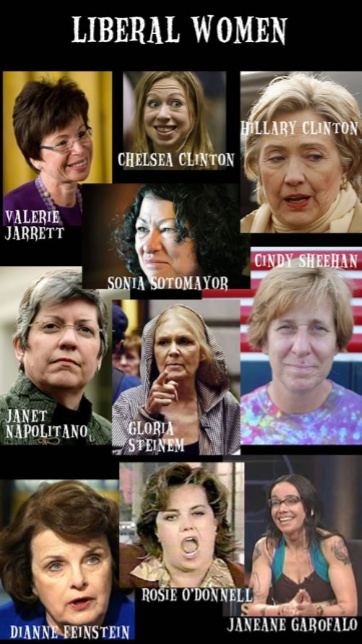 LIBERAL WOMEN
CHELSEA CLINTON
HILLARY CLINTON
VALERIE
JARRETT
SONIA SOTOMAYOR
CINDY SHEEHAN
JANET
NAPOLITANO
GLORIA
STEINEM
ROSIE O'DONNELL
DIANNE FEINSTEIN
JANEANE GAROFALO